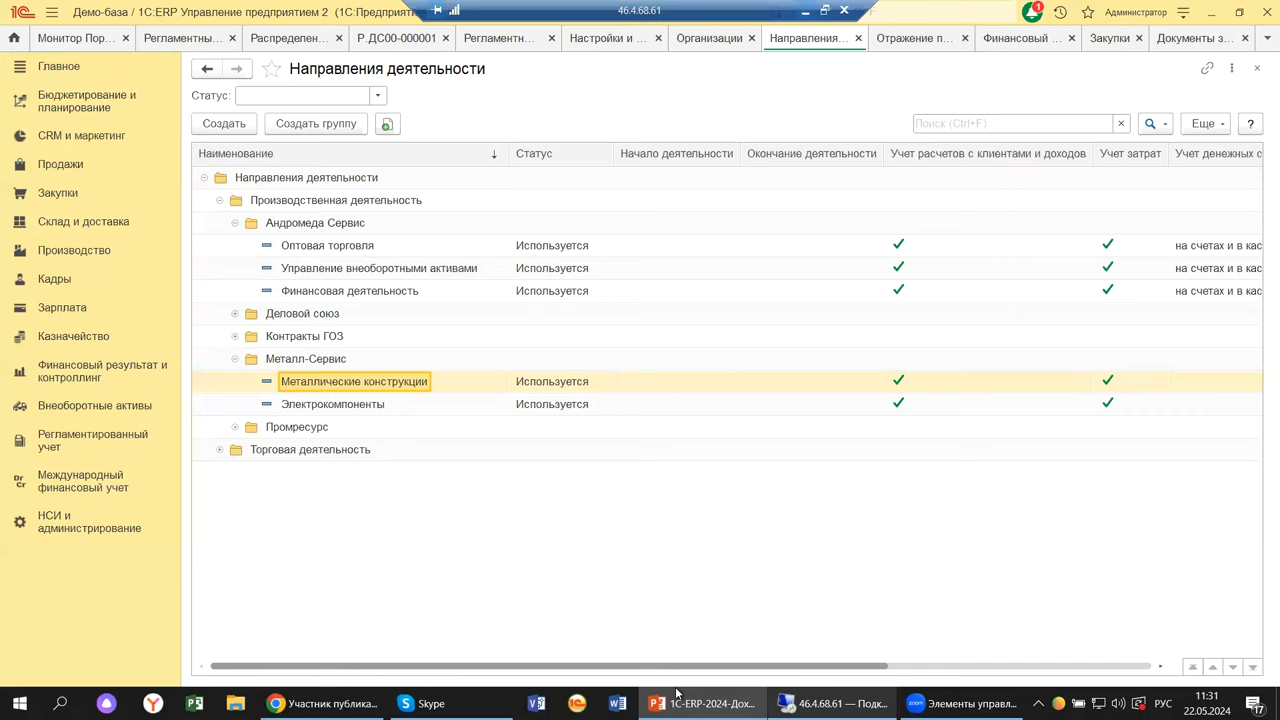 Демо-база / 1С:ERP Управление предприятием 2 (1С:Предприяти
46.4.68.61
1
Администратор
Монитор Пор...
Регламентны...
Распределен...
Р ДС00-000001
Регламентн...
Настройки и ...
Организации
Направления...
Отражение п...
Финансовый ...
Закупки
Документы з...
Главное
Бюджетирование и
планирование
CRM и маркетинг
Продажи
Закупки
Склад и доставка
Производство
Кадры
Зарплата
Казначейство
Финансовый результат и
контроллинг
Внеоборотные активы
Регламентированный
учет
Dr
Cr
Международный
финансовый учет
НСИ и
администрирование
Направления деятельности
Статус:
Создать
Создать группу
Поиск (Ctrl+F)
Еще
?
Наименование Статус Начало деятельности Окончание деятельности Учет расчетов с клиентами и доходов Учет затрат Учет денежных с
Направления деятельности
Производственная деятельность
Андромеда Сервис
Оптовая торговля Используется на счетах и в кас
Управление внеоборотными активами Используется на счетах и в кас
Финансовая деятельность Используется на счетах и в кас
Деловой союз
Контракты ГОЗ
Металл-Сервис
Металлические конструкции Используется
Электрокомпоненты Используется
Промресурс
Торговая деятельность
Участник публика...
Skype
1С-ERP-2024-Дох...
46.4.68.61 — Подк...
zoom
Элементы управл...
РУС
11:31
22.05.2024
17